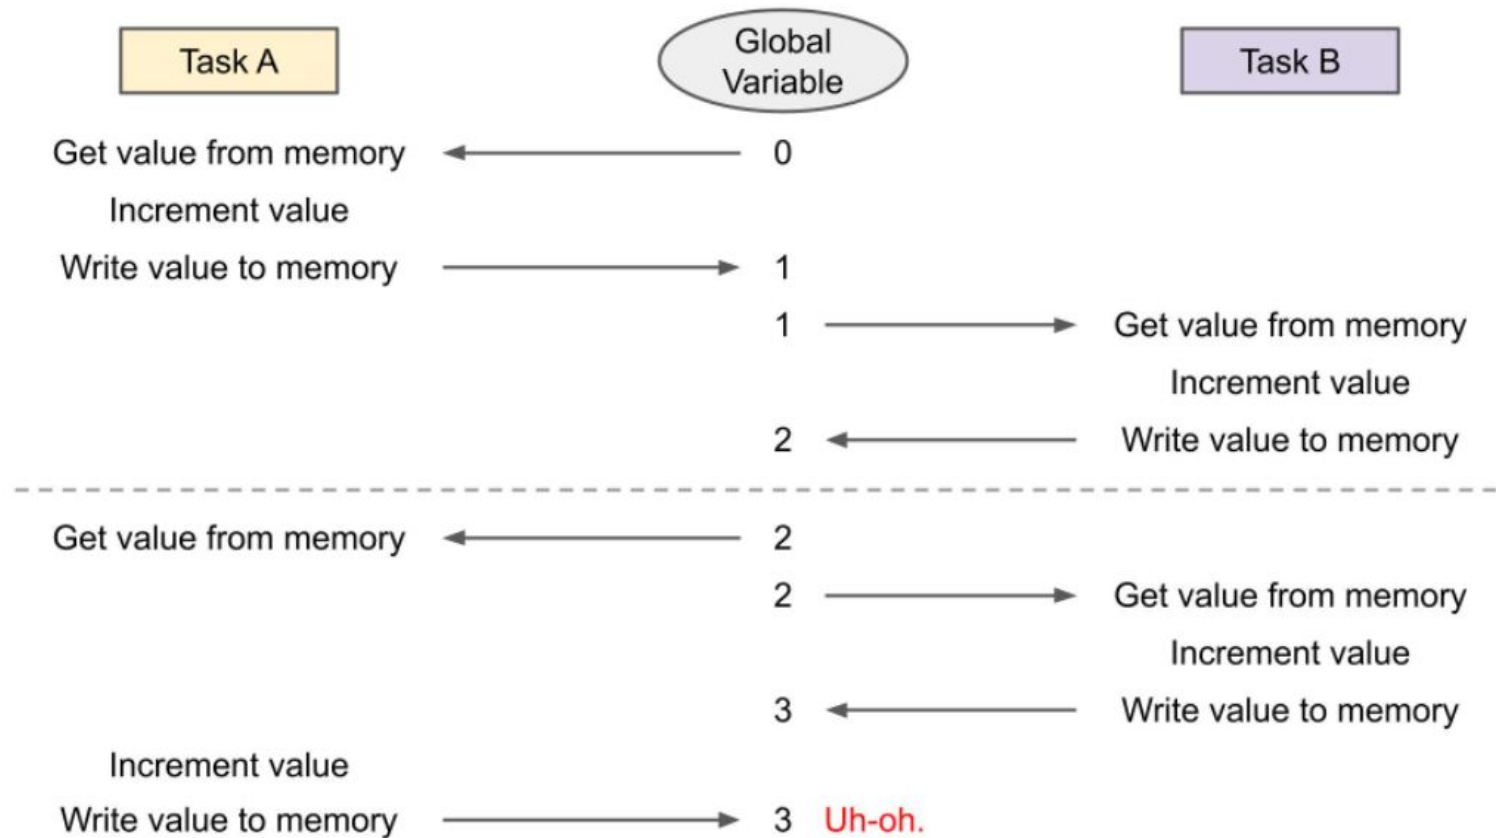 Task A
Global
Variable
Task B
Get value from memory
0
Increment value
Write value to memory
1
1
Get value from memory
Increment value
2
Write value to memory
Get value from memory
2
2
Get value from memory
Increment value
3
Write value to memory
Increment value
Write value to memory
3 Uh-oh.